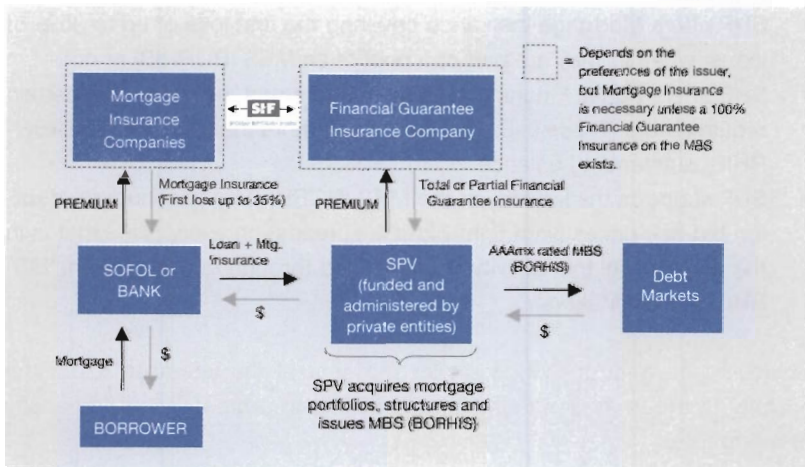 Mortgage
Insurance
Companies
SHF
Financial Guarantee
Insurance Company
= Depends on the
preferences of the issuer,
but Mortgage Insurance
is necessary unless a 100%
Financial Guarantee
Insurance on the MBS
exists.
PREMIUM
Mortgage Insurance
(First loss up to 35%)
PREMIUM
Total or Partial Financial
Guarantee Insurance
SOFOL or
BANK
Loan + Mtg.
Insurance
$
SPV
(funded and
administered by
private entities)
AAAmx rated MBS
(BORHIS)
$
Debt
Markets
Mortgage
$
SPV acquires mortgage
portfolios, structures and
issues MBS (BORHIS)
BORROWER